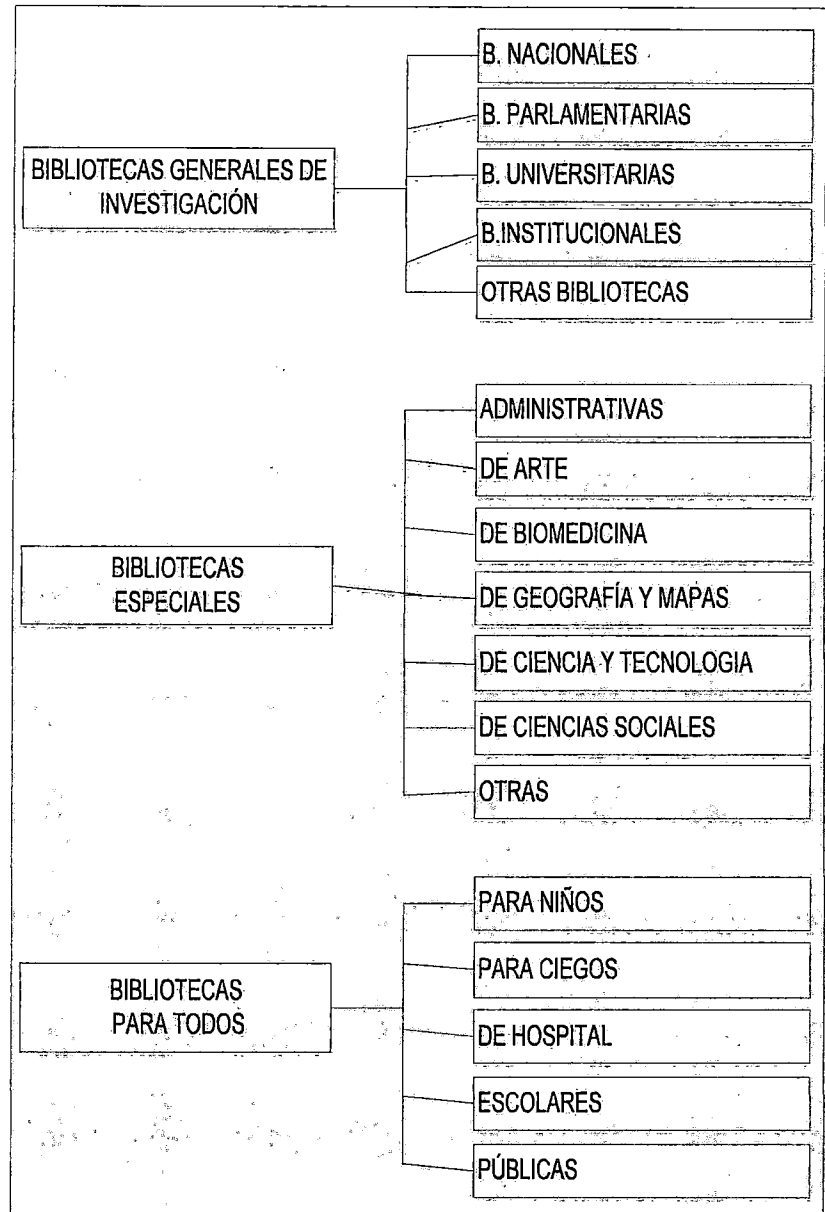 BIBLIOTECAS GENERALES DE
INVESTIGACIÓN
B. NACIONALES
B. PARLAMENTARIAS
B. UNIVERSITARIAS
B.INSTITUCIONALES
OTRAS BIBLIOTECAS
BIBLIOTECAS
ESPECIALES
ADMINISTRATIVAS
DE ARTE
DE BIOMEDICINA
DE GEOGRAFÍA Y MAPAS
DE CIENCIA Y TECNOLOGIA
DE CIENCIAS SOCIALES
OTRAS
BIBLIOTECAS
PARA TODOS
PARA NIÑOS
PARA CIEGOS
DE HOSPITAL
ESCOLARES
PÚBLICAS